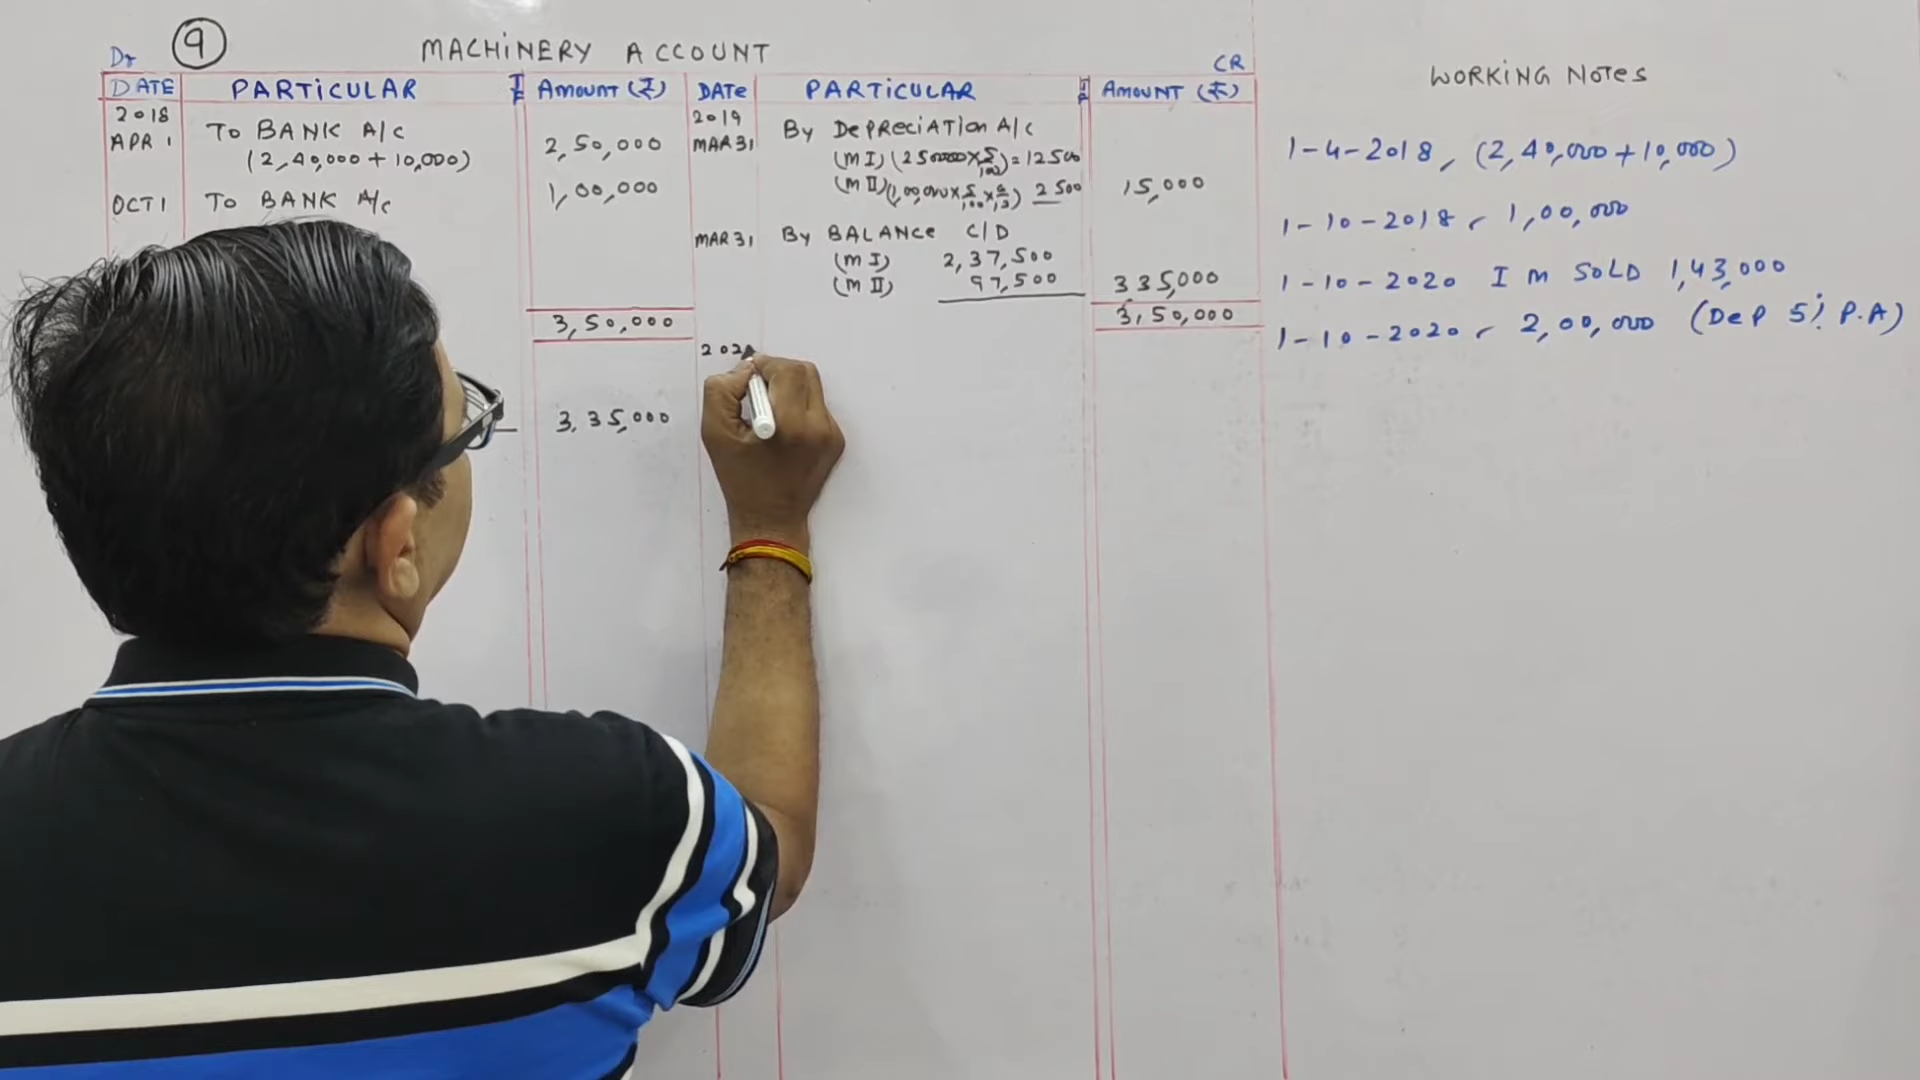 9
MACHINERY ACCOUNT
Dr
CR
DATE PARTICULAR Amount (₹) DATE PARTICULAR AMOUNT (₹)
2018
APR 1 To BANK A/C 2,50,000
(2,40,000 + 10,000)
OCT 1 To BANK A/C 1,00,000
3,50,000
3,35,000
2019
MAR 31 By DePRECiATION A/C
(M I) (250000 × 5/100) = 12500
(M II) (1,00,000 × 5/100 × 6/12) 2500 15,000
MAR 31 By BALANCe C/D
(M I) 2,37,500
(M II) 97,500 335,000
3,50,000
202
WORKING NoTeS
1-4-2018, (2,40,000 + 10,000)
1-10-2018, 1,00,000
1-10-2020 I M SOLD 1,43,000
1-10-2020, 2,00,000 (DeP 5% P.A)